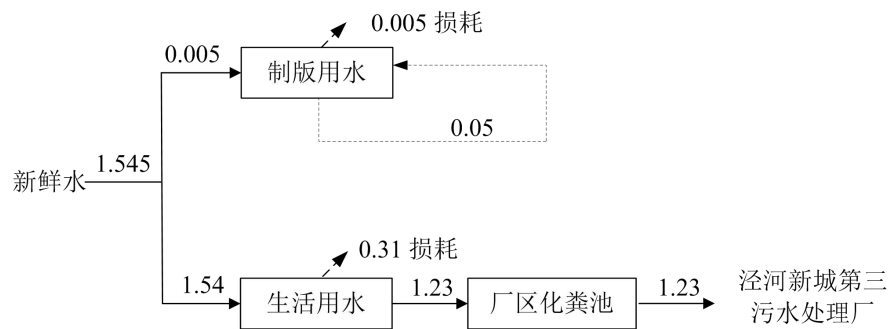 0.005 损耗
0.005
制版用水
0.05
新鲜水
1.545
0.31 损耗
1.54
生活用水
1.23
厂区化粪池
1.23
泾河新城第三
污水处理厂